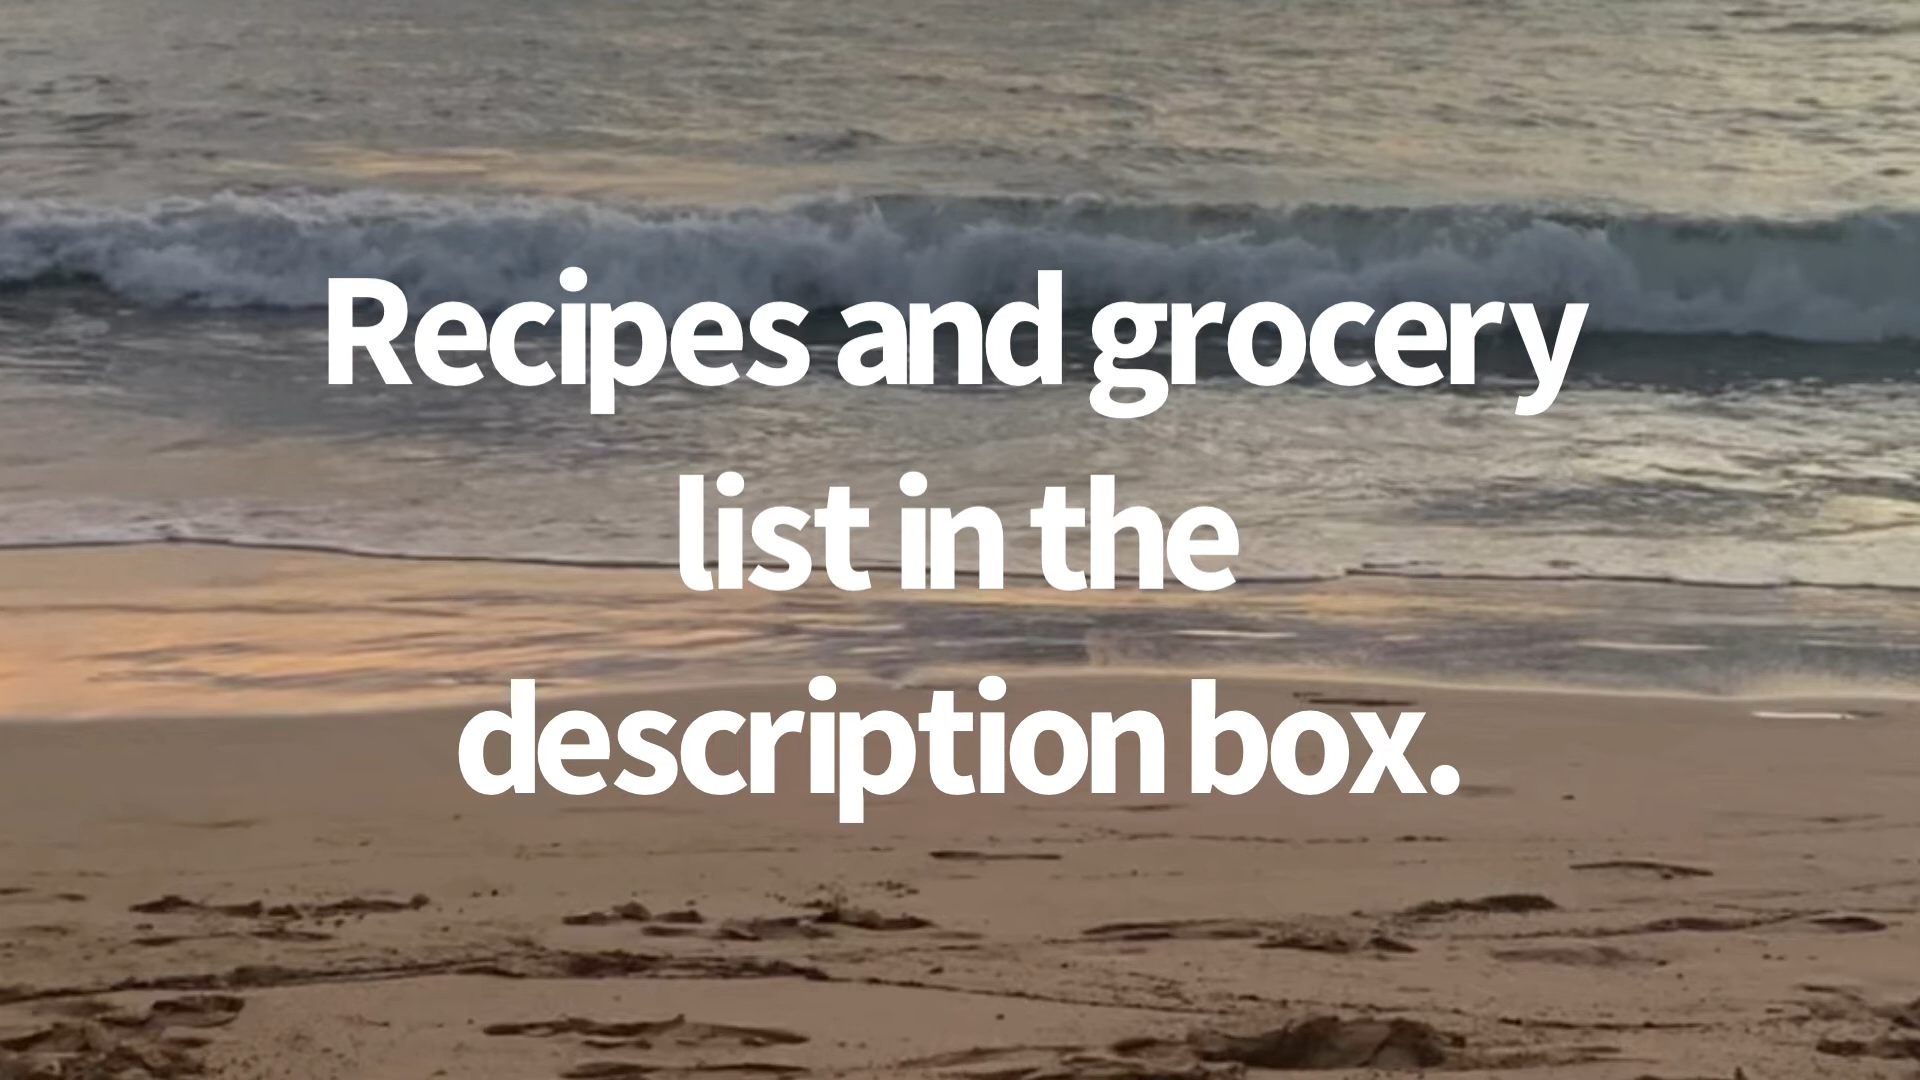 Recipes and grocery
list in the
description box.